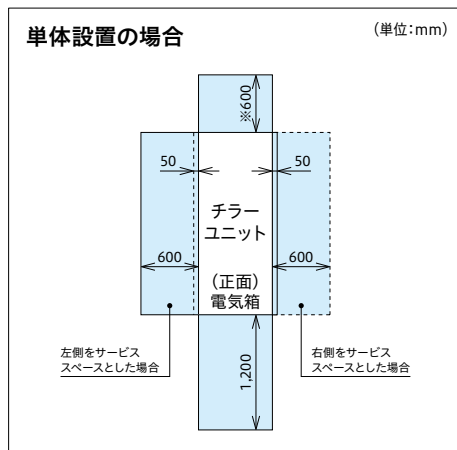 単体設置の場合
(単位:mm)
※600
50
50
チラー
ユニット
600
600
(正面)
電気箱
左側をサービス
スペースとした場合
右側をサービス
スペースとした場合
1,200